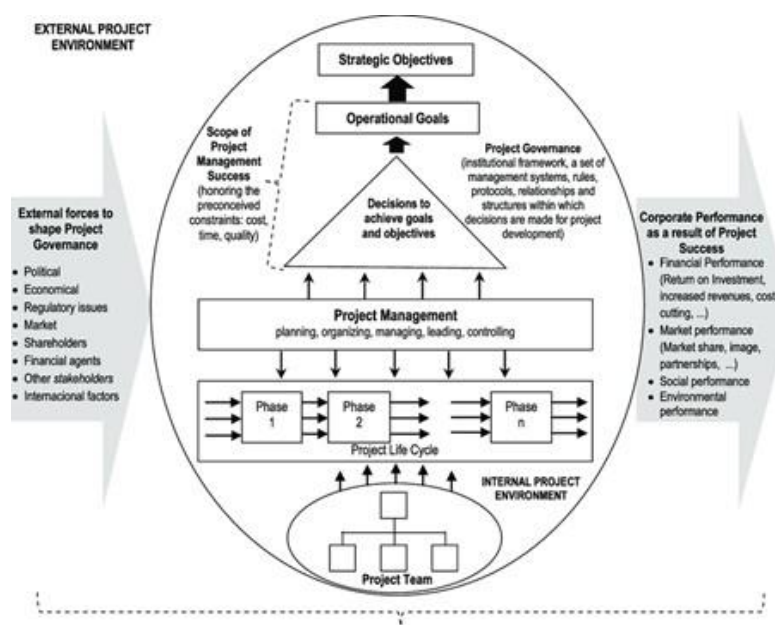 EXTERNAL PROJECT
ENVIRONMENT
Strategic Objectives
Operational Goals
Scope of
Project
Management
Success
(honoring the
preconceived
constraints: cost,
time, quality)
Project Governance
(institutional framework, a set of
management systems, rules,
protocols, relationships and
structures within which
decisions are made for project
development)
Decisions to
achieve goals
and objectives
External forces to
shape Project
Governance
• Political
• Economical
• Regulatory issues
• Market
• Shareholders
• Financial agents
• Other stakeholders
• Internacional factors
Corporate Performance
as a result of Project
Success
• Financial Performance
(Return on Investment,
increased revenues, cost
cutting, ...)
• Market performance
(Market share, image,
partnerships, ...)
• Social performance
• Environmental
performance
Project Management
planning, organizing, managing, leading, controlling
Phase
1
Phase
2
Phase
n
Project Life Cycle
INTERNAL PROJECT
ENVIRONMENT
Project Team